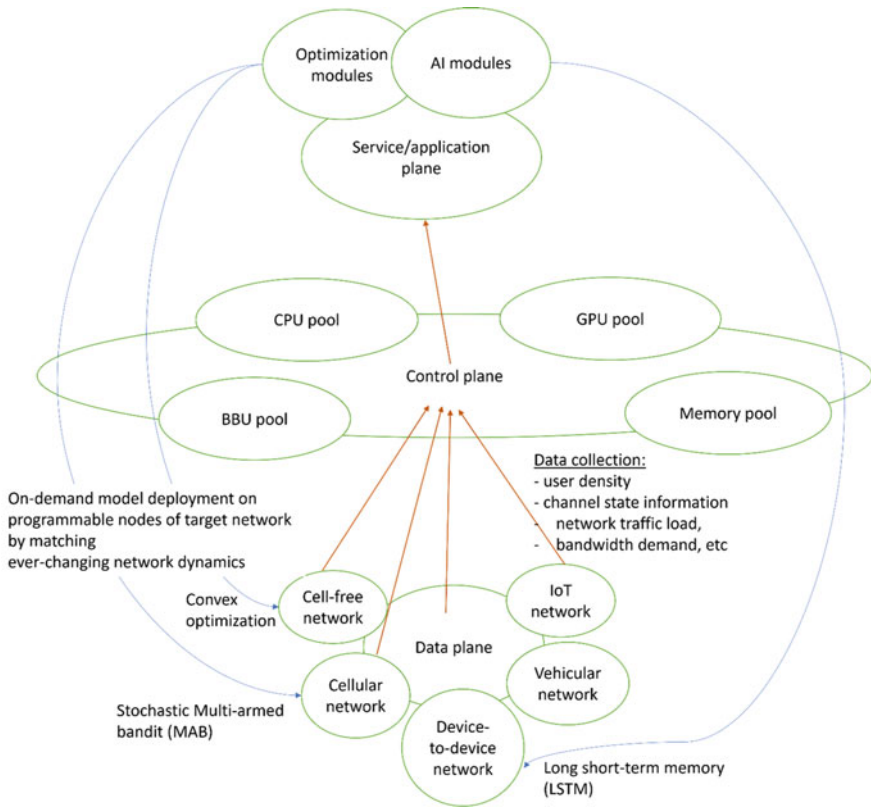 Optimization
modules
AI modules
Service/application
plane
CPU pool
GPU pool
Control plane
BBU pool
Memory pool
Data collection:
- user density
- channel state information
- network traffic load,
- bandwidth demand, etc
On-demand model deployment on
programmable nodes of target network
by matching
ever-changing network dynamics
Convex
optimization
Cell-free
network
IoT
network
Data plane
Cellular
network
Vehicular
network
Stochastic Multi-armed
bandit (MAB)
Device-
to-device
network
Long short-term memory
(LSTM)